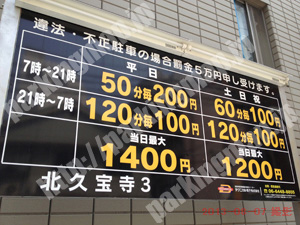 違法・不正駐車の場合罰金5万円申し受けます。
平日 土日祝
7時〜21時 50分毎200円 60分毎100円
21時〜7時 120分毎100円 120分毎100円
当日最大 当日最大
1400円 1200円
北久宝寺3